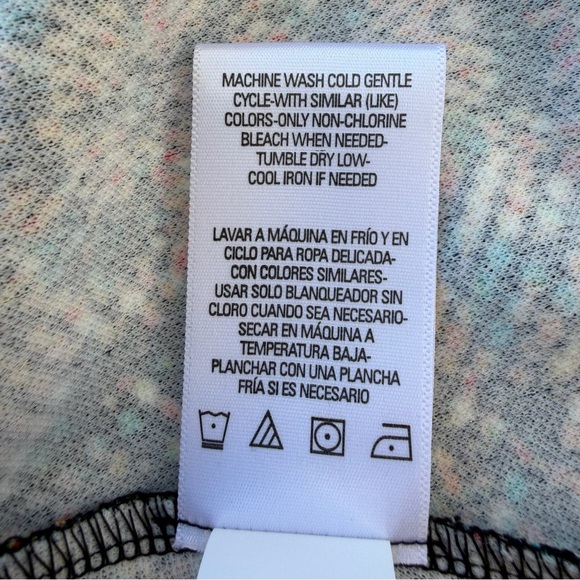 MACHINE WASH COLD GENTLE
CYCLE-WITH SIMILAR (LIKE)
COLORS-ONLY NON-CHLORINE
BLEACH WHEN NEEDED-
TUMBLE DRY LOW-
COOL IRON IF NEEDED
LAVAR A MÁQUINA EN FRÍO Y EN
CICLO PARA ROPA DELICADA-
CON COLORES SIMILARES-
USAR SOLO BLANQUEADOR SIN
CLORO CUANDO SEA NECESARIO-
SECAR EN MÁQUINA A
TEMPERATURA BAJA-
PLANCHAR CON UNA PLANCHA
FRÍA SI ES NECESARIO